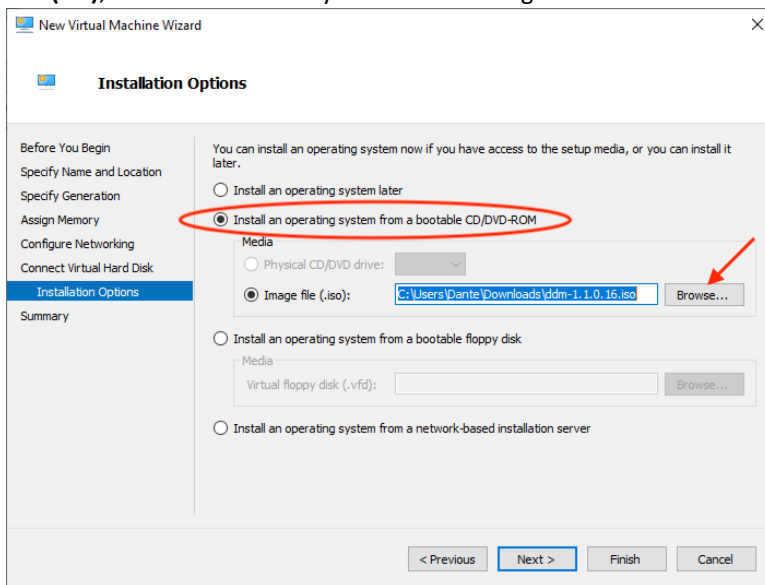 New Virtual Machine Wizard
Installation Options
Before You Begin
Specify Name and Location
Specify Generation
Assign Memory
Configure Networking
Connect Virtual Hard Disk
Installation Options
Summary
You can install an operating system now if you have access to the setup media, or you can install it
later.
Install an operating system later
Install an operating system from a bootable CD/DVD-ROM
Media
Physical CD/DVD drive:
Image file (.iso):
C:\Users\Dante\Downloads\ddm-1.1.0.16.iso
Browse...
Install an operating system from a bootable floppy disk
Media
Virtual floppy disk (.vfd):
Browse...
Install an operating system from a network-based installation server
< Previous
Next >
Finish
Cancel